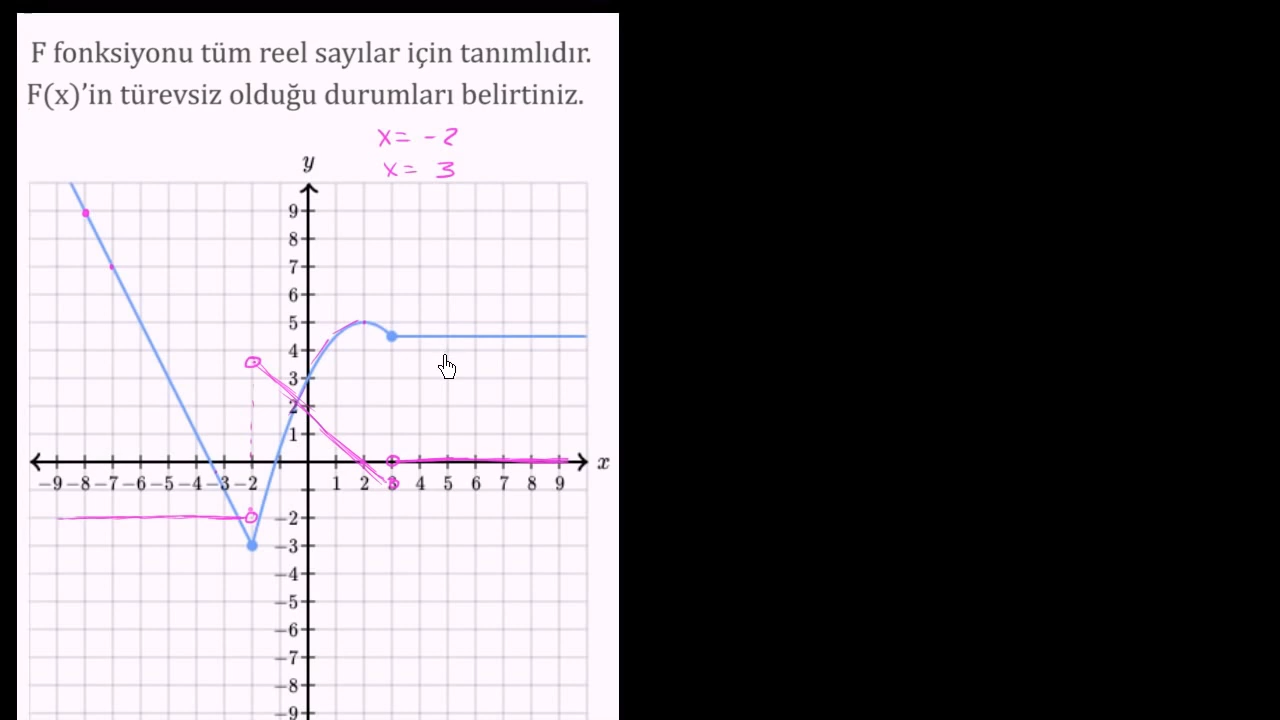 F fonksiyonu tüm reel sayılar için tanımlıdır.
F(x)’in türevsiz olduğu durumları belirtiniz.
x = -2
x = 3
y
9
8
7
6
5
4
3
2
1
x
−9 −8 −7 −6 −5 −4 −3 −2 1 2 3 4 5 6 7 8 9
−2
−3
−4
−5
−6
−7
−8
−9